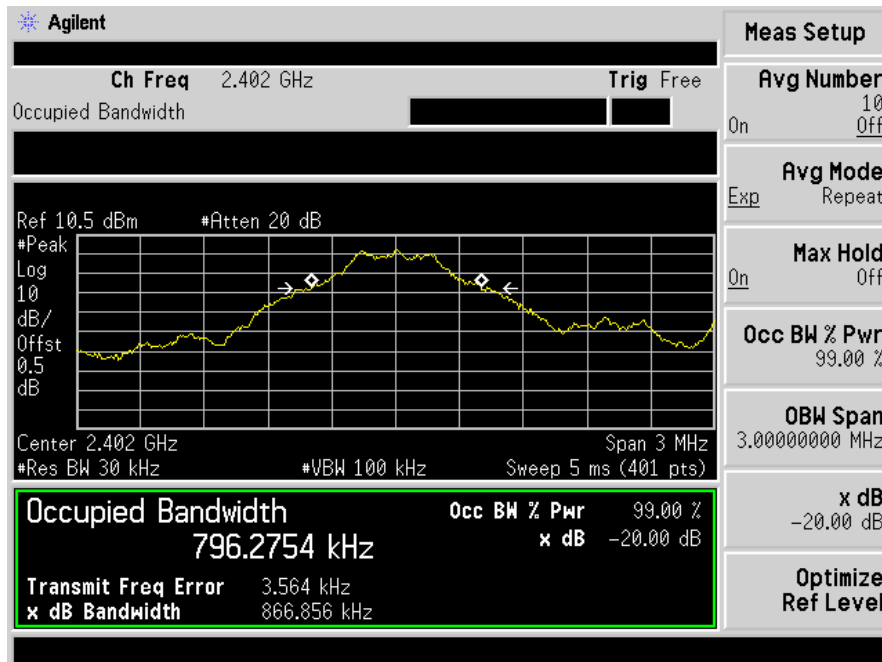 Agilent
Ch Freq 2.402 GHz Trig Free
Occupied Bandwidth
Ref 10.5 dBm #Atten 20 dB
#Peak
Log
10
dB/
Offst
0.5
dB
Center 2.402 GHz Span 3 MHz
#Res BW 30 kHz #VBW 100 kHz Sweep 5 ms (401 pts)
Occupied Bandwidth Occ BW % Pwr 99.00 %
796.2754 kHz x dB -20.00 dB
Transmit Freq Error 3.564 kHz
x dB Bandwidth 866.856 kHz
Meas Setup
Avg Number
10
On Off
Avg Mode
Exp Repeat
Max Hold
On Off
Occ BW % Pwr
99.00 %
OBW Span
3.00000000 MHz
x dB
-20.00 dB
Optimize
Ref Level